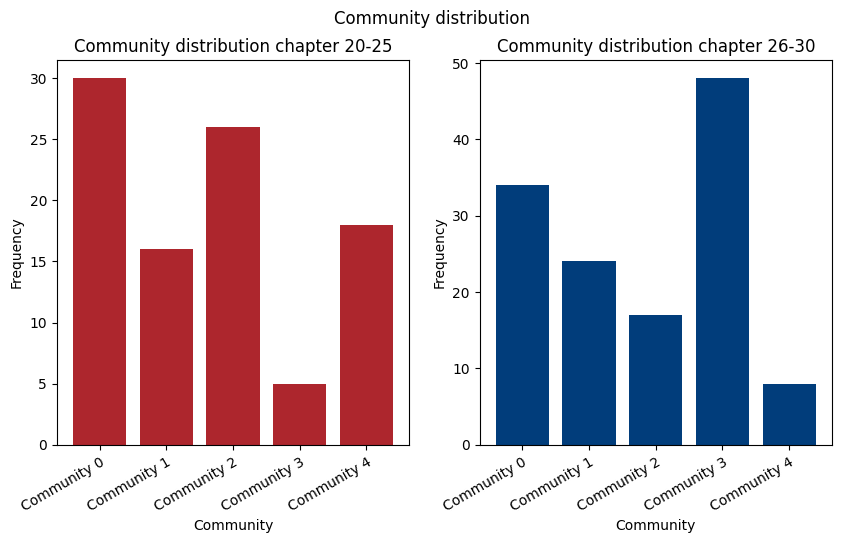 Community distribution
Community distribution chapter 20-25
Frequency
30
25
20
15
10
5
0
Community 0
Community 1
Community 2
Community 3
Community 4
Community
Community distribution chapter 26-30
Frequency
50
40
30
20
10
0
Community 0
Community 1
Community 2
Community 3
Community 4
Community